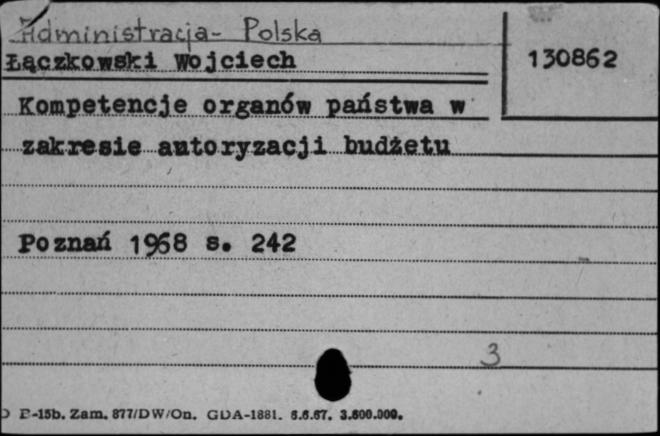 Administracja - Polska
Łączkowski Wojciech
130862
Kompetencje organów państwa w
zakresie autoryzacji budżetu
Poznań 1968 s. 242
3
B-15b. Zam. 877/DW/On. GDA-1881. 6.6.67. 3.600.000.